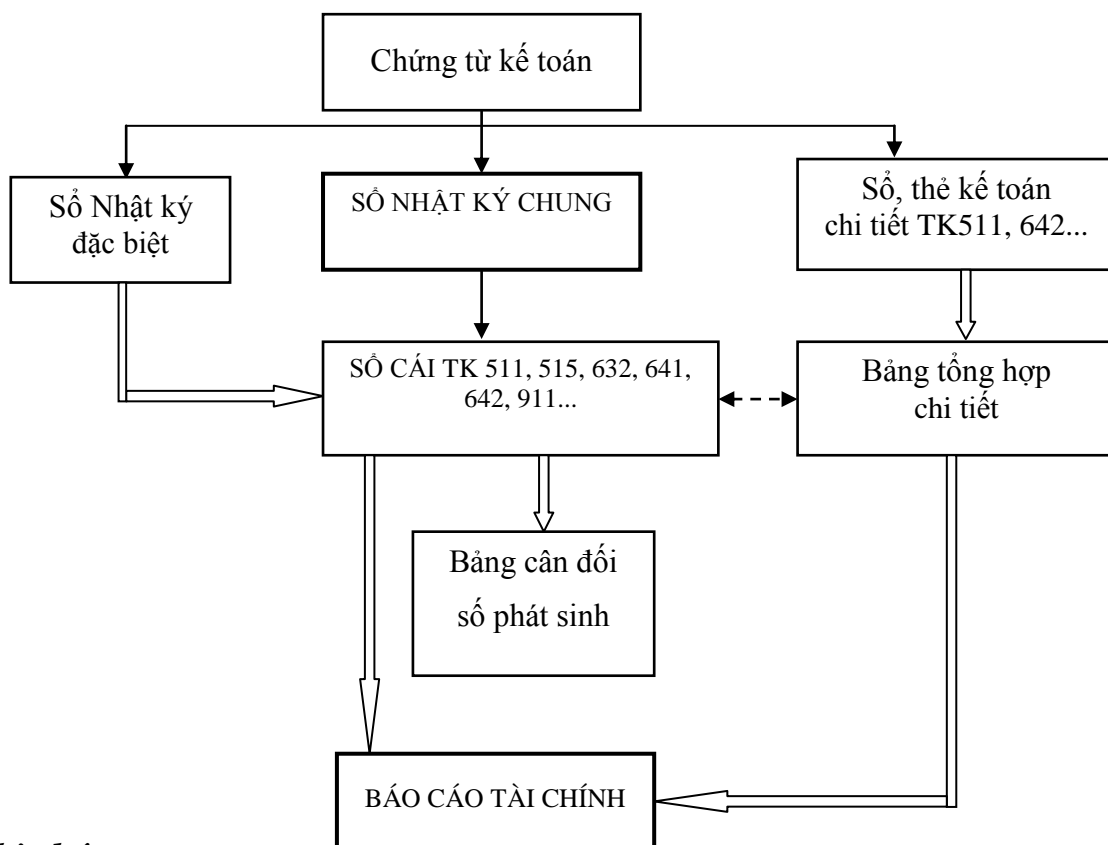 Chứng từ kế toán
Sổ Nhật ký
đặc biệt
SỔ NHẬT KÝ CHUNG
Sổ, thẻ kế toán
chi tiết TK511, 642...
SỔ CÁI TK 511, 515, 632, 641,
642, 911...
Bảng tổng hợp
chi tiết
Bảng cân đối
số phát sinh
BÁO CÁO TÀI CHÍNH